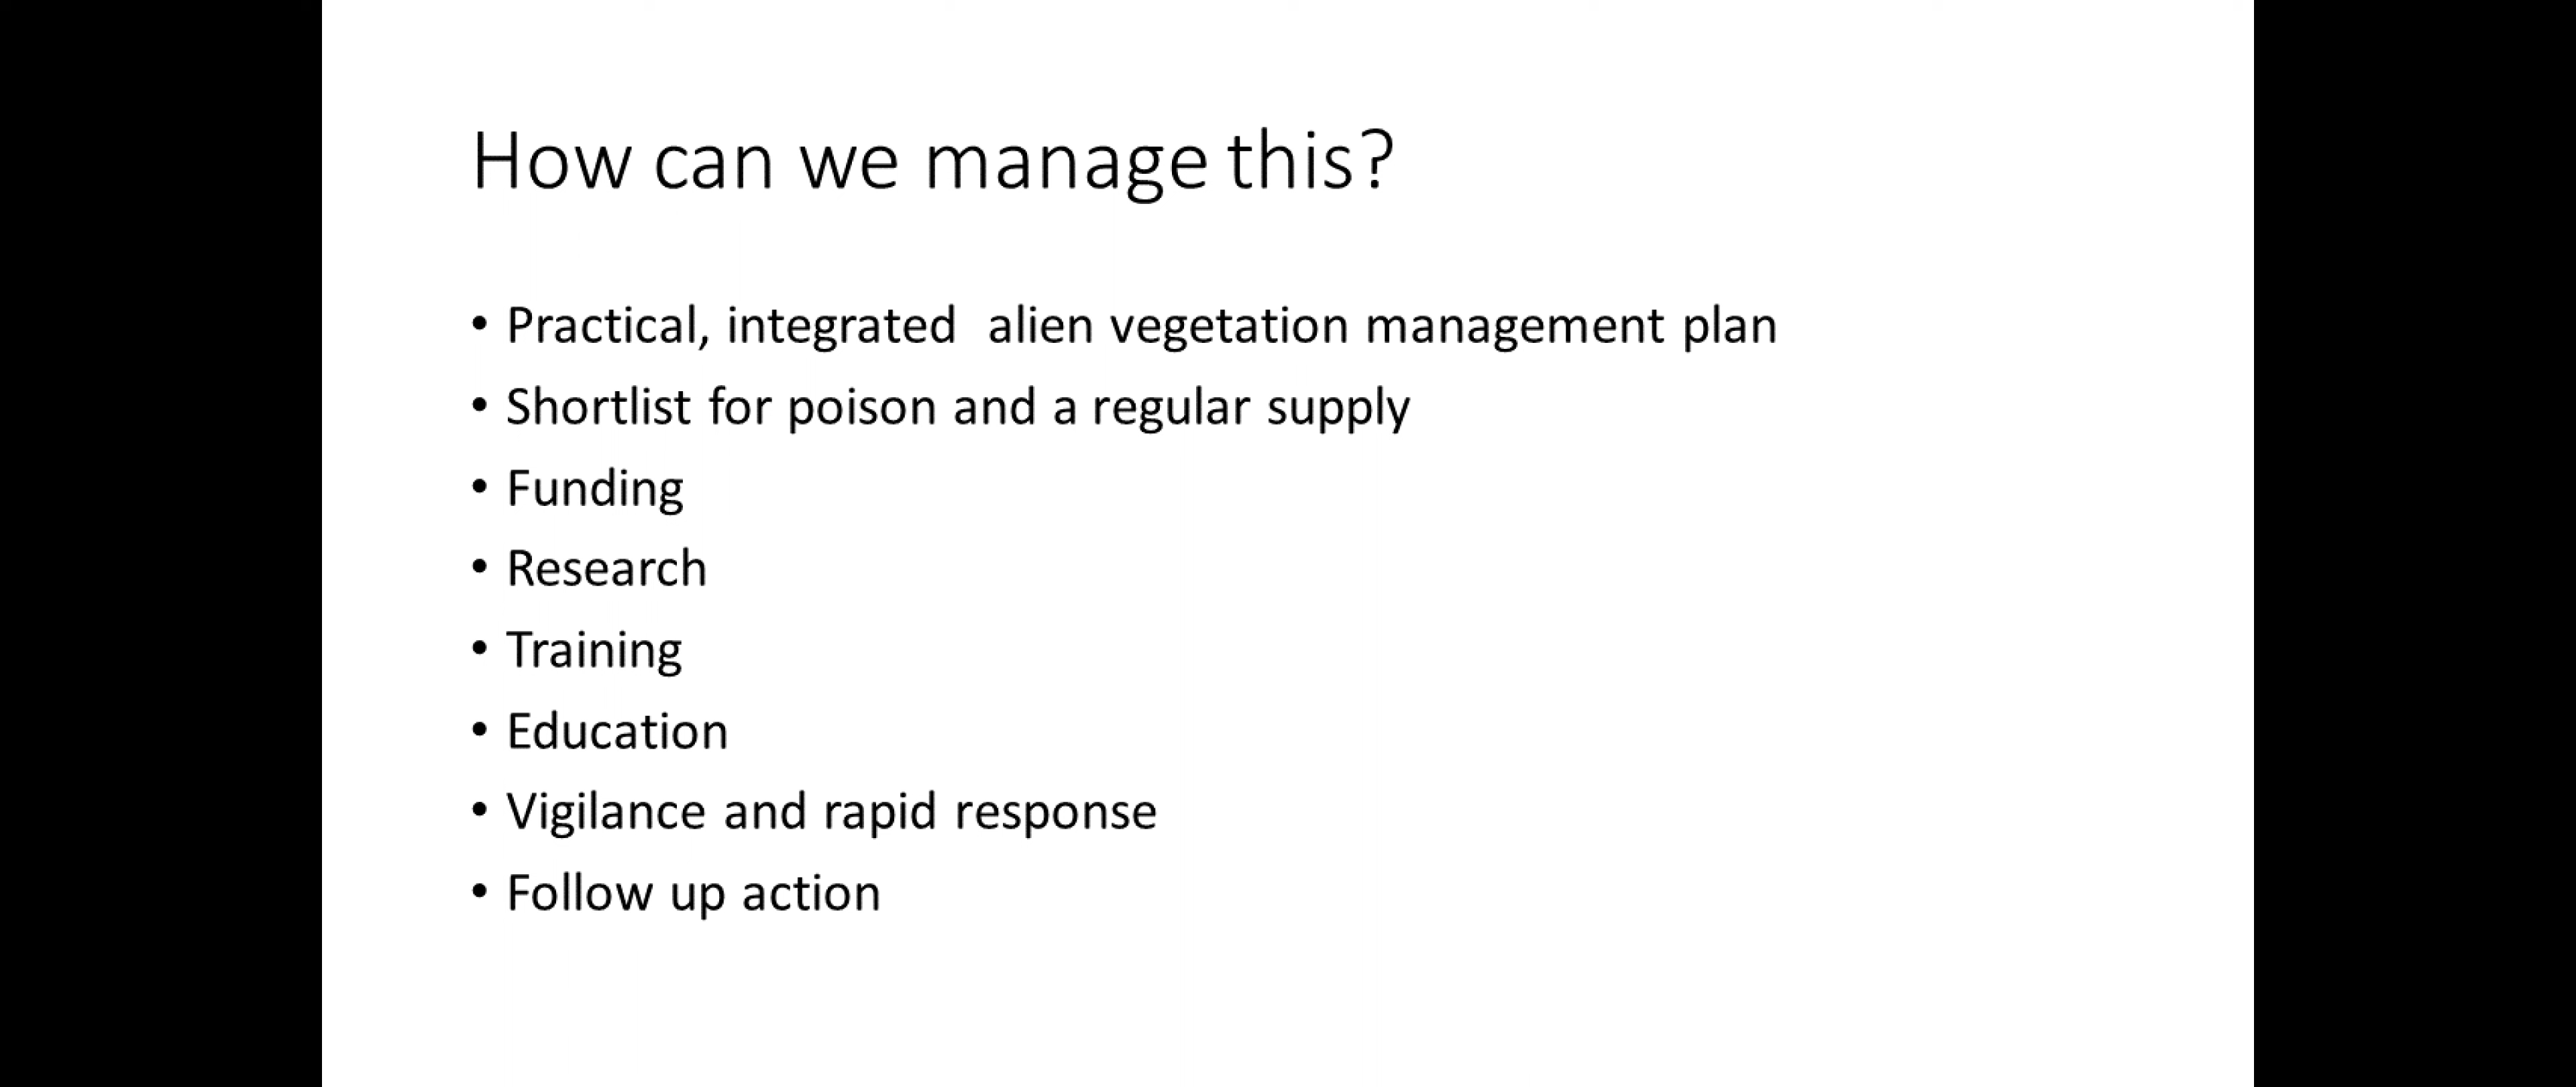 How can we manage this?
• Practical, integrated  alien vegetation management plan
• Shortlist for poison and a regular supply
• Funding
• Research
• Training
• Education
• Vigilance and rapid response
• Follow up action